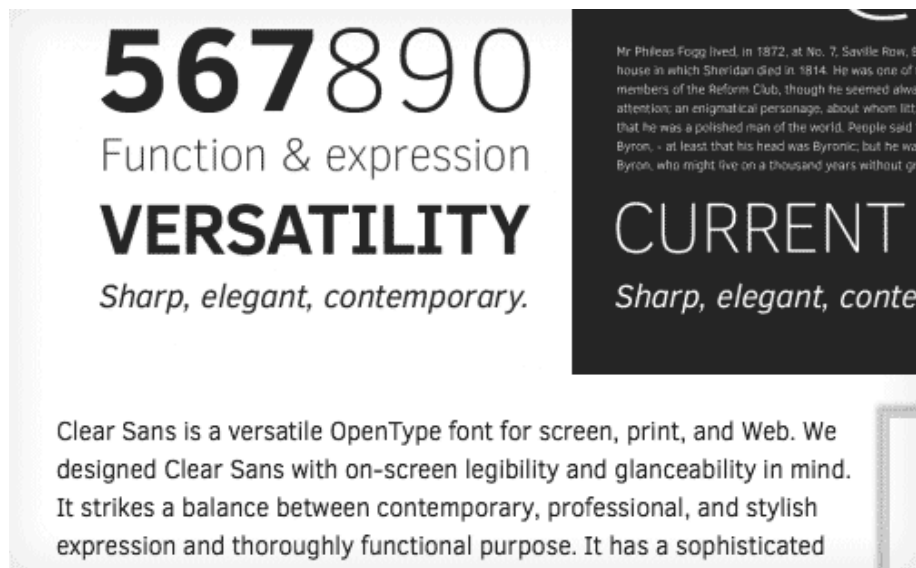 567890
Function & expression
VERSATILITY
Sharp, elegant, contemporary.
Mr Phileas Fogg lived, in 1872, at No. 7, Saville Row,
house in which Sheridan died in 1814. He was one of
members of the Reform Club, though he seemed
attention; an enigmatical personage, about whom
that he was a polished man of the world. People said
Byron, - at least that his head was Byronic; but he
Byron, who might live on a thousand years without
CURRENT
Sharp, elegant,
Clear Sans is a versatile OpenType font for screen, print, and Web. We
designed Clear Sans with on-screen legibility and glanceability in mind.
It strikes a balance between contemporary, professional, and stylish
expression and thoroughly functional purpose. It has a sophisticated